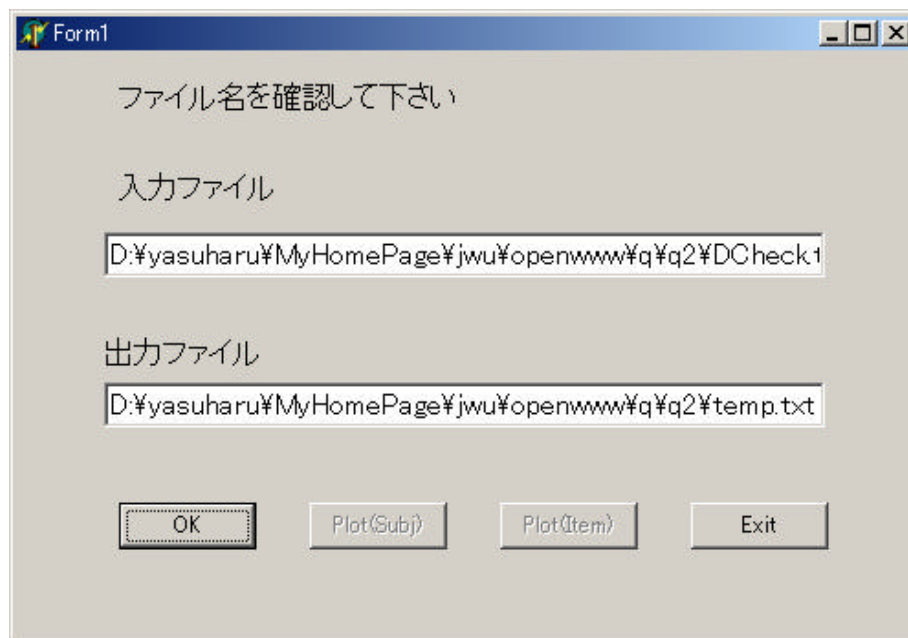 Form1
ファイル名を確認して下さい
入力ファイル
D:¥yasuharu¥MyHomePage¥jwu¥openwww¥q¥q2¥DCheck.t
出力ファイル
D:¥yasuharu¥MyHomePage¥jwu¥openwww¥q¥q2¥temp.txt
OK Plot(Subj) Plot(Item) Exit